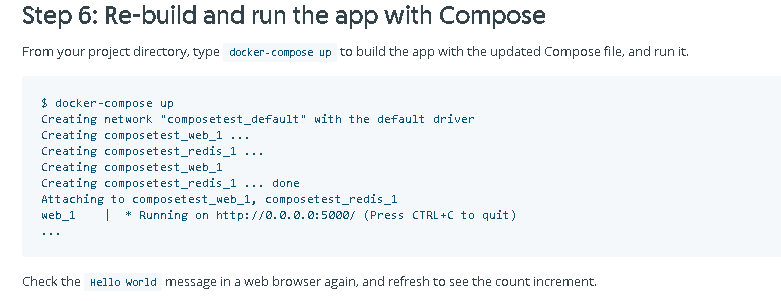 Step 6: Re-build and run the app with Compose
From your project directory, type docker-compose up to build the app with the updated Compose file, and run it.
$ docker-compose up
Creating network "composetest_default" with the default driver
Creating composetest_web_1 ...
Creating composetest_redis_1 ...
Creating composetest_web_1
Creating composetest_redis_1 ... done
Attaching to composetest_web_1, composetest_redis_1
web_1    |  * Running on http://0.0.0.0:5000/ (Press CTRL+C to quit)
...
Check the Hello World message in a web browser again, and refresh to see the count increment.